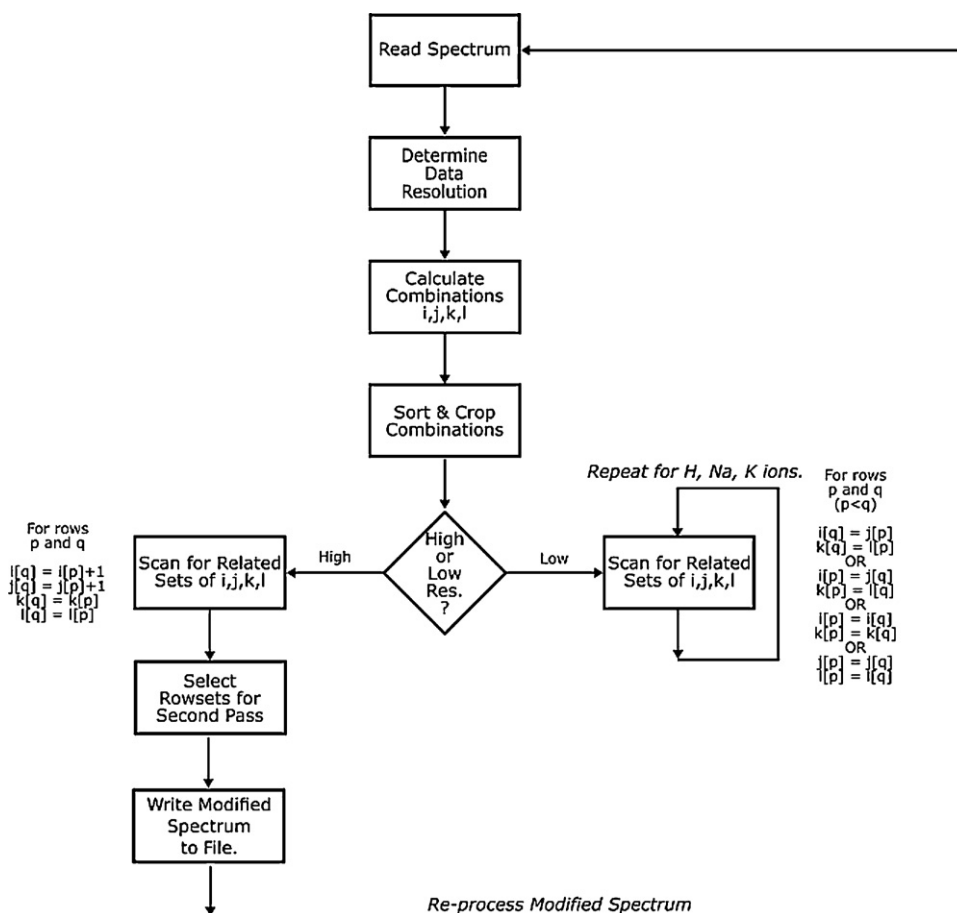 Read Spectrum
Determine
Data
Resolution
Calculate
Combinations
i,j,k,l
Sort & Crop
Combinations
High
or
Low
Res.
?
High
Low
For rows
p and q
i[q] = i[p]+1
j[q] = j[p]+1
k[q] = k[p]
l[q] = l[p]
Scan for Related
Sets of i,j,k,l
Select
Rowsets for
Second Pass
Write Modified
Spectrum
to File.
Repeat for H, Na, K ions.
Scan for Related
Sets of i,j,k,l
For rows
p and q
(p<q)
i[q] = j[p]
k[q] = l[p]
OR
i[p] = j[q]
k[p] = l[q]
OR
i[p] = i[q]
k[p] = k[q]
OR
j[p] = j[q]
l[p] = l[q]
Re-process Modified Spectrum